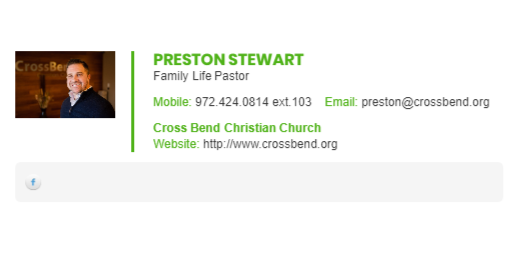 CrossBend
PRESTON STEWART
Family Life Pastor
Mobile: 972.424.0814 ext.103 Email: preston@crossbend.org
Cross Bend Christian Church
Website: http://www.crossbend.org
f